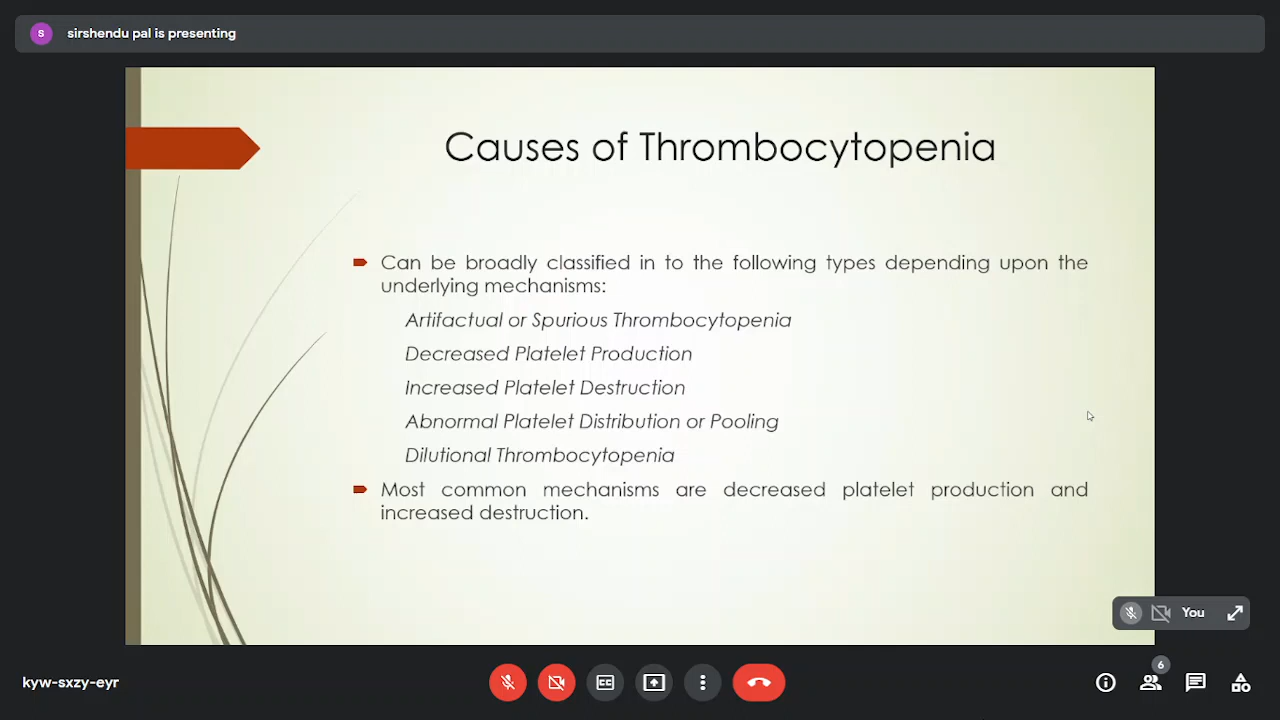 S
sirshendu pal is presenting
Causes of Thrombocytopenia
Can be broadly classified in to the following types depending upon the
underlying mechanisms:
Artifactual or Spurious Thrombocytopenia
Decreased Platelet Production
Increased Platelet Destruction
Abnormal Platelet Distribution or Pooling
Dilutional Thrombocytopenia
Most common mechanisms are decreased platelet production and
increased destruction.
You
kyw-sxzy-eyr
CC
6